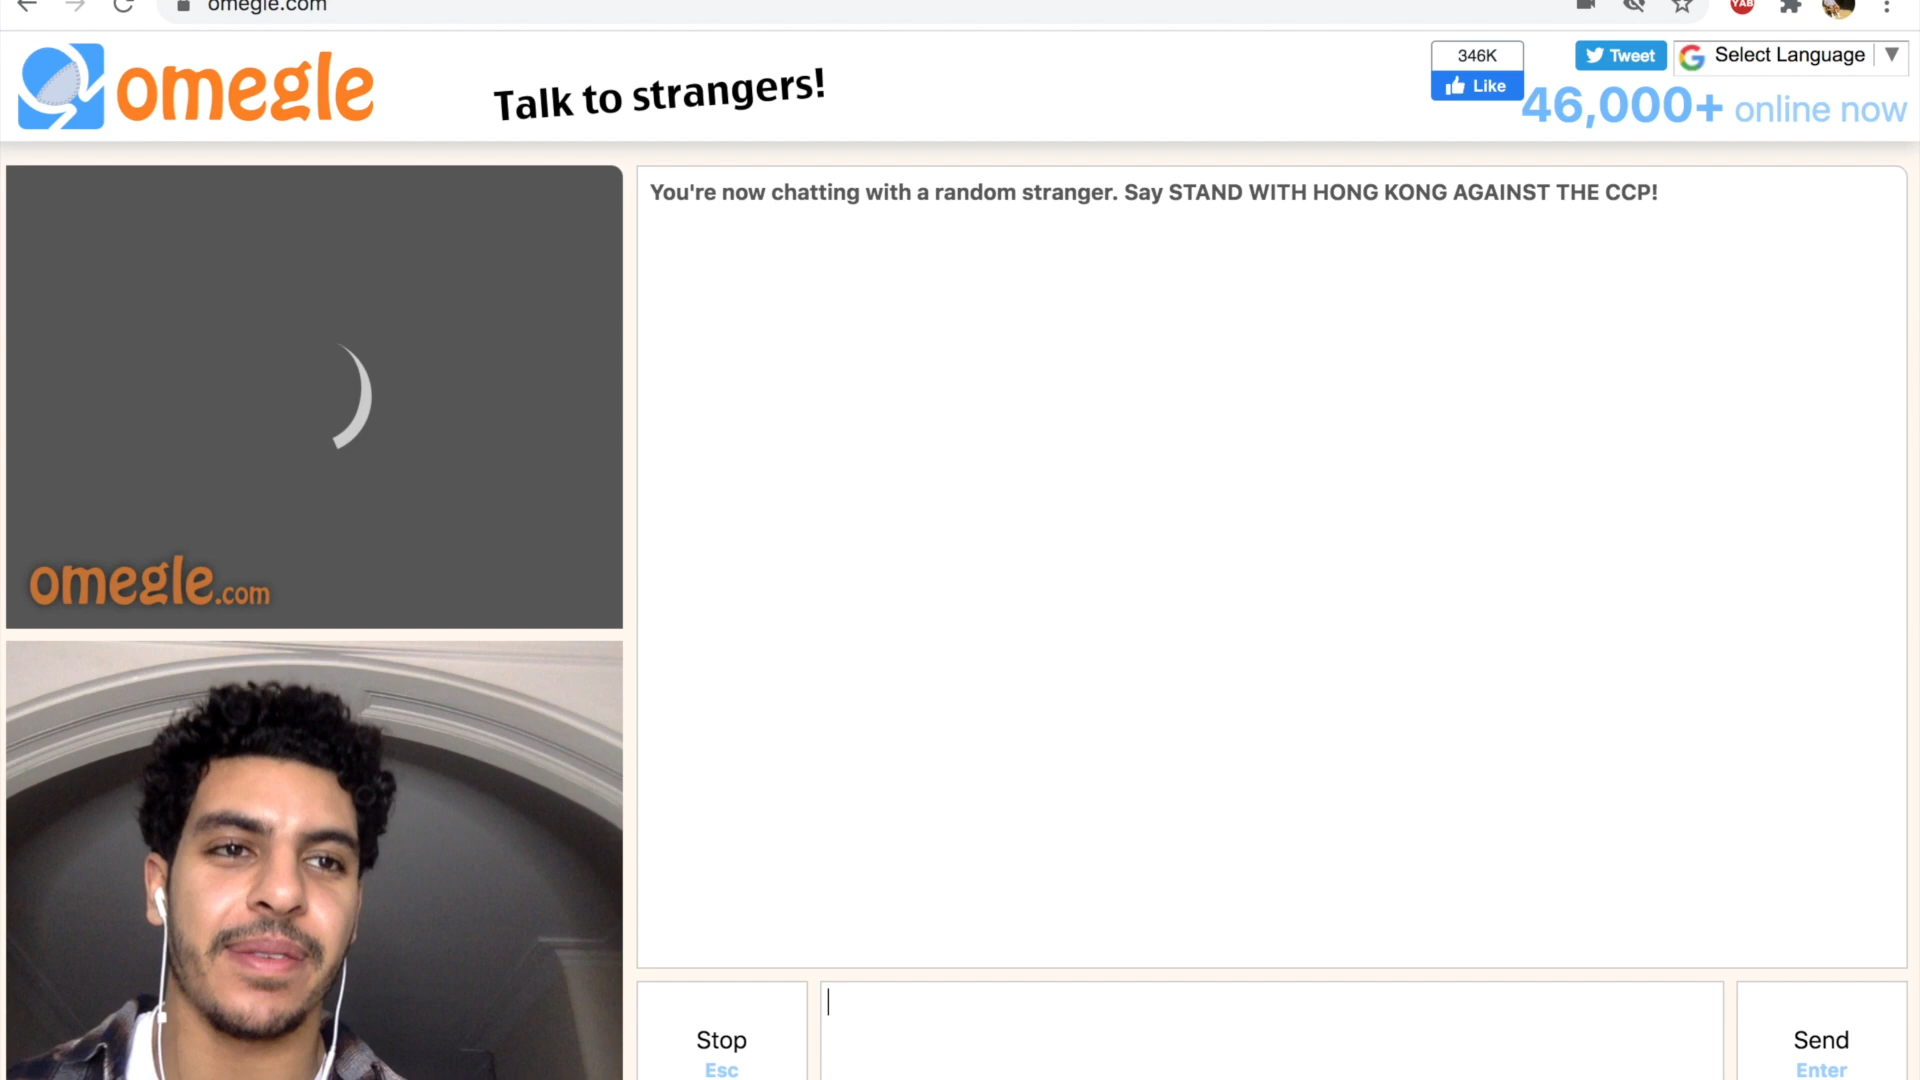 omegle.com
omegle
Talk to strangers!
346K
Like
Tweet
Select Language
46,000+ online now
YAB
You're now chatting with a random stranger. Say STAND WITH HONG KONG AGAINST THE CCP!
omegle.com
Stop
Esc
Send
Enter